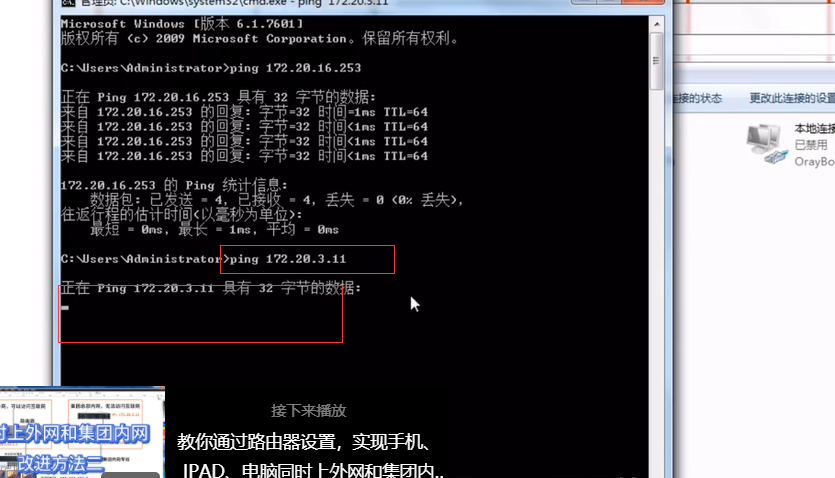 管理员: C:\Windows\system32\cmd.exe - ping 172.20.3.11
Microsoft Windows [版本 6.1.7601]
版权所有 (c) 2009 Microsoft Corporation。保留所有权利。
C:\Users\Administrator>ping 172.20.16.253
正在 Ping 172.20.16.253 具有 32 字节的数据:
来自 172.20.16.253 的回复: 字节=32 时间=1ms TTL=64
来自 172.20.16.253 的回复: 字节=32 时间<1ms TTL=64
来自 172.20.16.253 的回复: 字节=32 时间<1ms TTL=64
来自 172.20.16.253 的回复: 字节=32 时间<1ms TTL=64
172.20.16.253 的 Ping 统计信息:
数据包: 已发送 = 4, 已接收 = 4, 丢失 = 0 (0% 丢失),
往返行程的估计时间(以毫秒为单位):
最短 = 0ms, 最长 = 1ms, 平均 = 0ms
C:\Users\Administrator>ping 172.20.3.11
正在 Ping 172.20.3.11 具有 32 字节的数据:
连接的状态 更改此连接的设置
本地连接
已禁用
OrayBo
接下来播放
教你通过路由器设置，实现手机、
IPAD、电脑同时上外网和集团内..
时上外网和集团内网
改进方法二